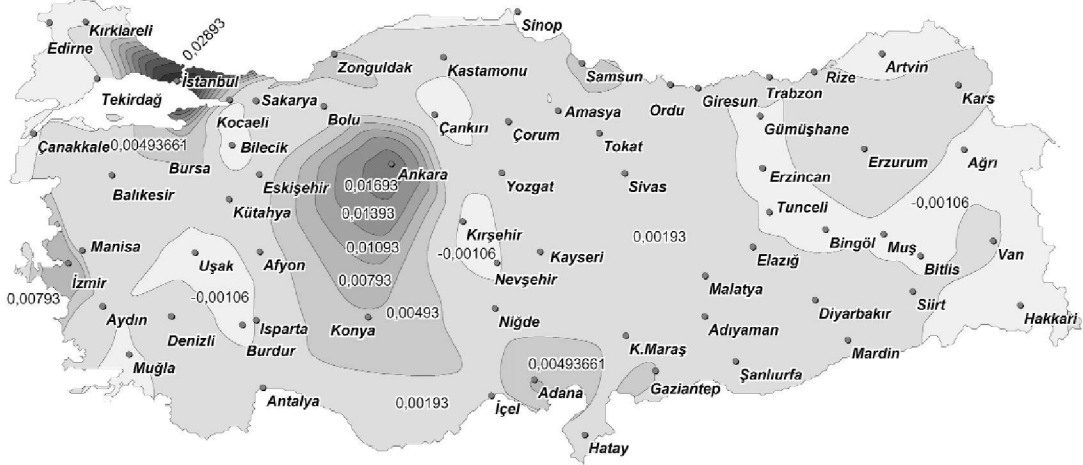 Sinop
Kırklareli
Edirne
0,02893
Artvin
Zonguldak
Kastamonu
Samsun
Rize
İstanbul
Trabzon
Kars
Tekirdağ
Sakarya
Ordu
Giresun
Kocaeli
Bolu
Amasya
Çankırı
Çorum
Gümüşhane
Çanakkale
0,00493661
Bilecik
Tokat
Erzurum
Ağrı
Bursa
Ankara
Balıkesir
Eskişehir
0,01693
Yozgat
Sivas
Erzincan
Kütahya
0,01393
-0,00106
Tunceli
Kırşehir
0,00193
Bingöl
Manisa
Uşak
Afyon
0,01093
-0,00106
Kayseri
Muş
Elazığ
Van
Bitlis
İzmir
0,00793
Nevşehir
0,00793
-0,00106
Malatya
Siirt
Aydın
0,00493
Niğde
Diyarbakır
Hakkari
Denizli
Isparta
Konya
Adıyaman
Burdur
K.Maraş
Mardin
Muğla
0,00493661
Şanlıurfa
Adana
Gaziantep
Antalya
0,00193
İçel
Hatay